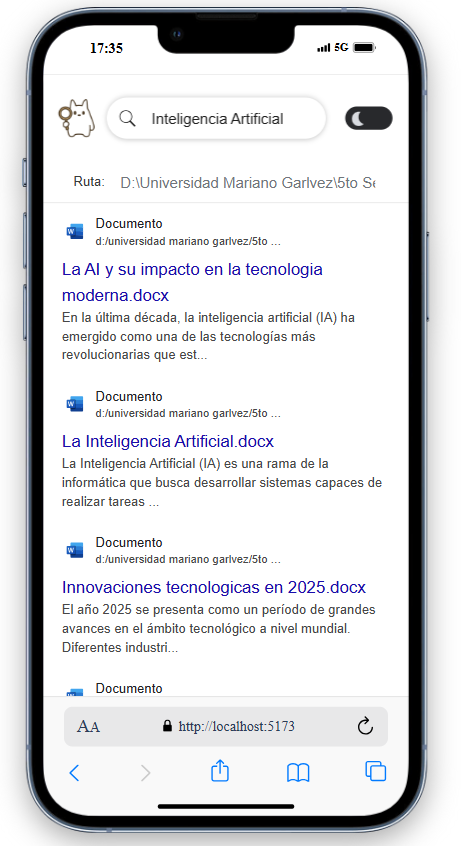 17:35
5G
Inteligencia Artificial
Ruta: D:\Universidad Mariano Garlvez\5to Se
Documento
d:/universidad mariano garlvez/5to ...
La AI y su impacto en la tecnologia
moderna.docx
En la última década, la inteligencia artificial (IA) ha
emergido como una de las tecnologías más
revolucionarias que est...
Documento
d:/universidad mariano garlvez/5to ...
La Inteligencia Artificial.docx
La Inteligencia Artificial (IA) es una rama de la
informática que busca desarrollar sistemas capaces de
realizar tareas ...
Documento
d:/universidad mariano garlvez/5to ...
Innovaciones tecnologicas en 2025.docx
El año 2025 se presenta como un período de grandes
avances en el ámbito tecnológico a nivel mundial.
Diferentes industri...
Documento
AA http://localhost:5173